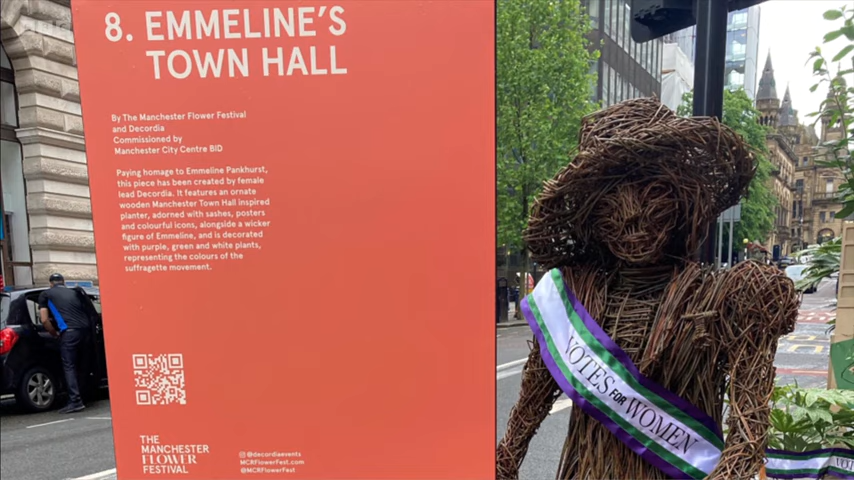 8. EMMELINE'S
TOWN HALL
By The Manchester Flower Festival
and Decordia
Commissioned by
Manchester City Centre BID
Paying homage to Emmeline Pankhurst,
this piece has been created by female
lead Decordia. It features an ornate
wooden Manchester Town Hall inspired
planter, adorned with sashes, posters
and colourful icons, alongside a wicker
figure of Emmeline, and is decorated
with purple, green and white plants,
representing the colours of the
suffragette movement.
THE
MANCHESTER
FLOWER
FESTIVAL
@decordiaevents
MCRFlowerFest.com
@MCRFlowerFest
VOTES FOR WOMEN